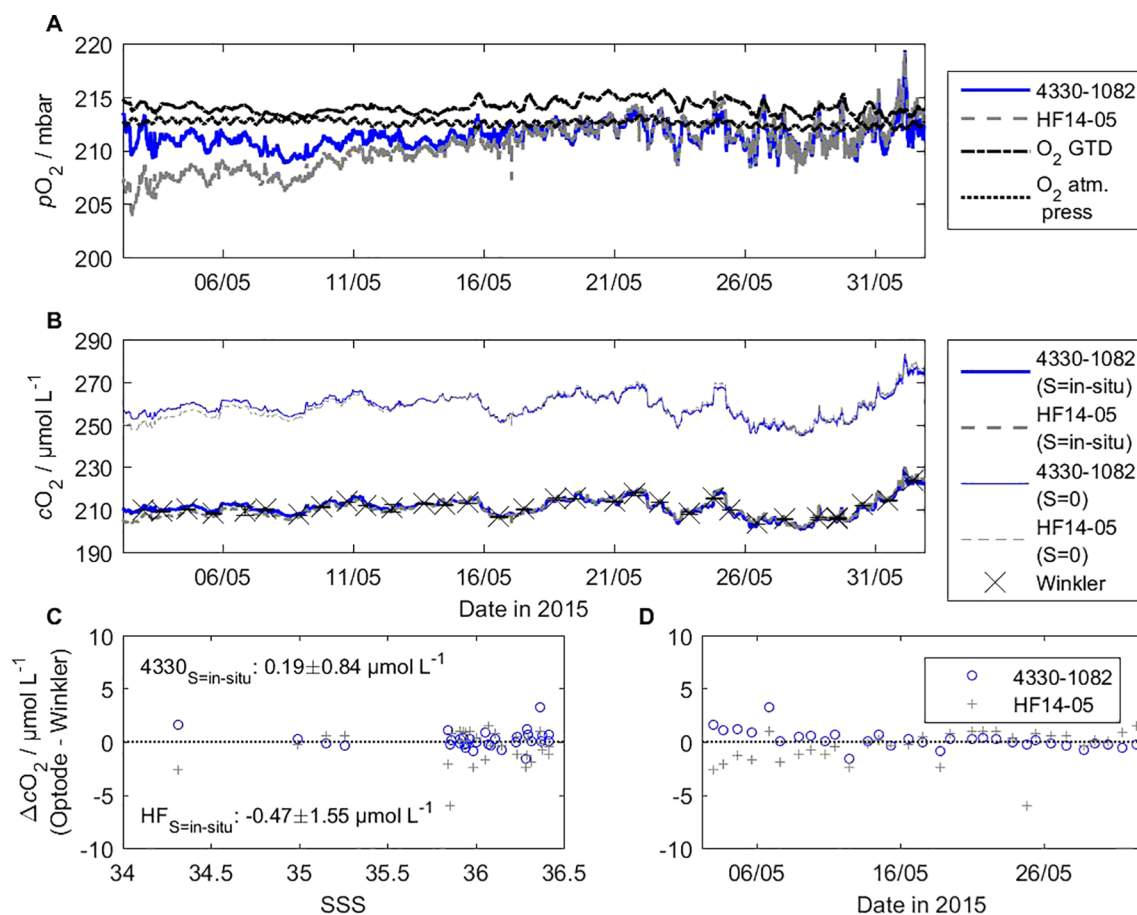 A
220
215
210
205
200
pO2 / mbar
06/05 11/05 16/05 21/05 26/05 31/05
4330-1082
HF14-05
O2 GTD
O2 atm.
press
B
290
270
250
230
210
190
cO2 / μmol L-1
06/05 11/05 16/05 21/05 26/05 31/05
Date in 2015
4330-1082
(S=in-situ)
HF14-05
(S=in-situ)
4330-1082
(S=0)
HF14-05
(S=0)
Winkler
C
10
5
0
-5
-10
ΔcO2 / μmol L-1
(Optode - Winkler)
4330S=in-situ: 0.19±0.84 μmol L-1
HFS=in-situ: -0.47±1.55 μmol L-1
34 34.5 35 35.5 36 36.5
SSS
D
10
5
0
-5
-10
4330-1082
HF14-05
06/05 16/05 26/05
Date in 2015